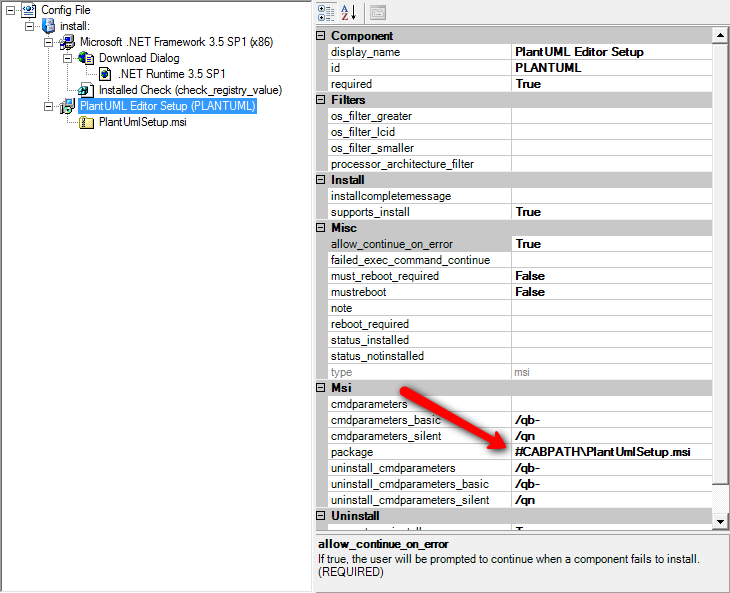 Config File
install:
Microsoft .NET Framework 3.5 SP1 (x86)
Download Dialog
.NET Runtime 3.5 SP1
Installed Check (check_registry_value)
PlantUML Editor Setup (PLANTUML)
PlantUmlSetup.msi
Component
display_name PlantUML Editor Setup
id PLANTUML
required True
Filters
os_filter_greater
os_filter_lcid
os_filter_smaller
processor_architecture_filter
Install
installcompletemessage
supports_install True
Misc
allow_continue_on_error True
failed_exec_command_continue
must_reboot_required False
mustreboot False
note
reboot_required
status_installed
status_notinstalled
type msi
Msi
cmdparameters
cmdparameters_basic /qb-
cmdparameters_silent /qn
package #CABPATH\PlantUmlSetup.msi
uninstall_cmdparameters /qb-
uninstall_cmdparameters_basic /qb-
uninstall_cmdparameters_silent /qn
Uninstall
allow_continue_on_error
If true, the user will be prompted to continue when a component fails to install.
(REQUIRED)